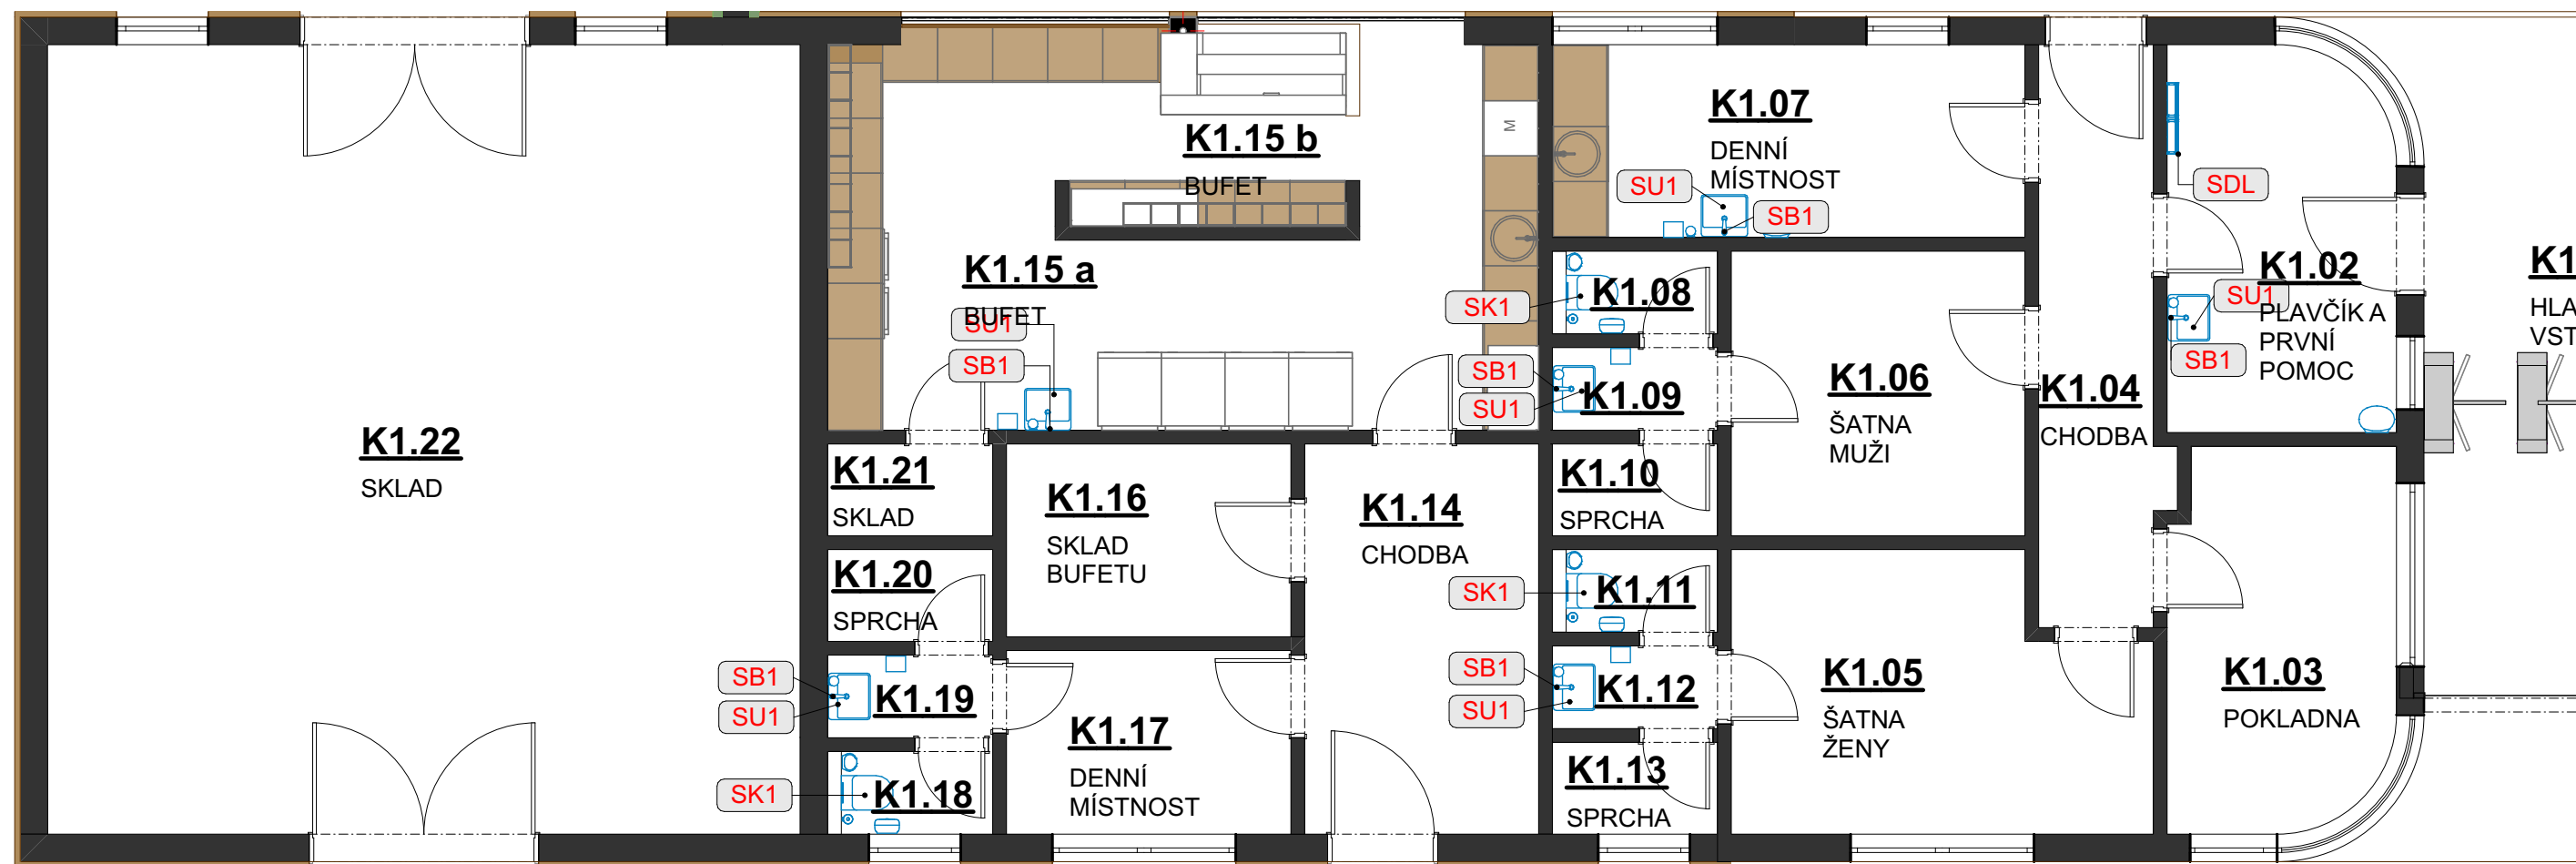 K1.22
SKLAD
K1.15 b
BUFET
M
K1.15 a
BUFET
SU1
SB1
K1.21
SKLAD
K1.20
SPRCHA
SB1
SU1
K1.19
SK1
K1.18
K1.16
SKLAD
BUFETU
K1.17
DENNÍ
MÍSTNOST
K1.14
CHODBA
K1.07
DENNÍ
MÍSTNOST
SU1
SB1
SK1
K1.08
SB1
SU1
K1.09
K1.10
SPRCHA
SK1
K1.11
SB1
SU1
K1.12
K1.13
SPRCHA
K1.06
ŠATNA
MUŽI
K1.05
ŠATNA
ŽENY
K1.04
CHODBA
SDL
K1.02
PLAVČÍK A
PRVNÍ
POMOC
SU1
SB1
K1.03
POKLADNA
K1
HLA
VST